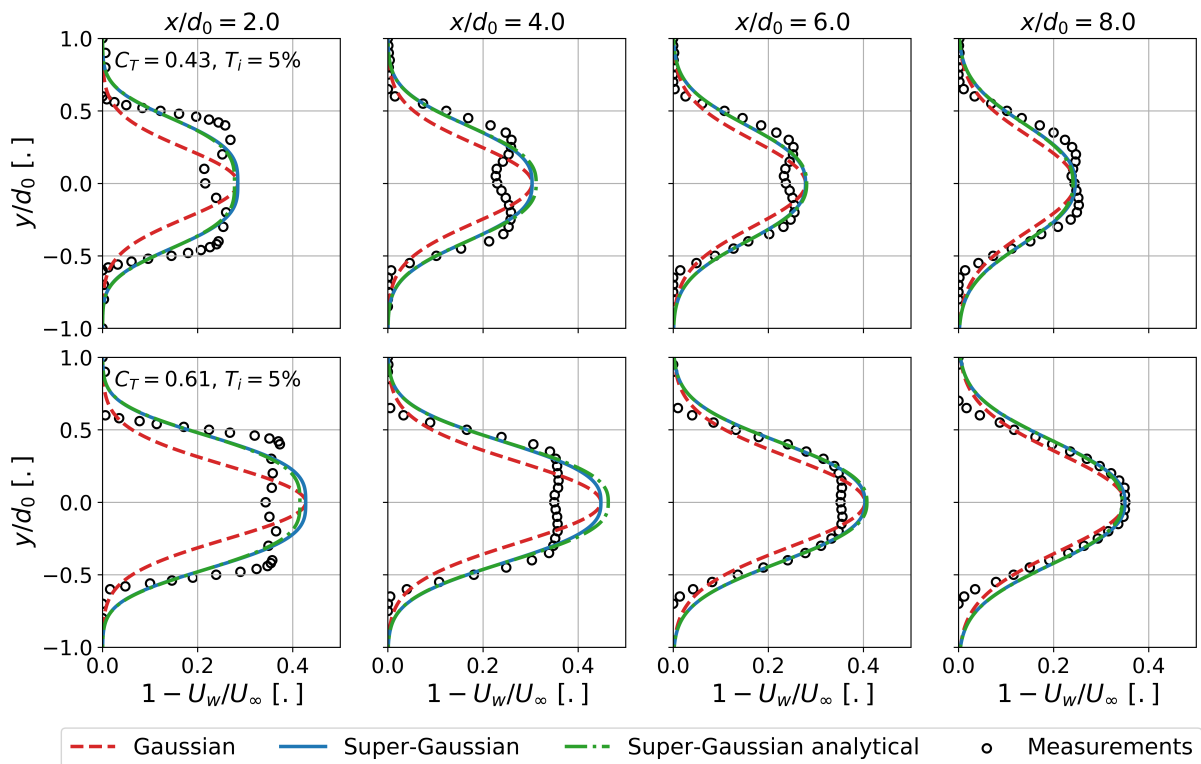 x/d₀ = 2.0 x/d₀ = 4.0 x/d₀ = 6.0 x/d₀ = 8.0
C_T = 0.43, T_i = 5%
1.0
0.5
0.0
−0.5
−1.0
y/d₀ [.]
C_T = 0.61, T_i = 5%
1.0
0.5
0.0
−0.5
−1.0
y/d₀ [.]
0.0 0.2 0.4 0.0 0.2 0.4 0.0 0.2 0.4 0.0 0.2 0.4
1 − U_w/U_∞ [.] 1 − U_w/U_∞ [.] 1 − U_w/U_∞ [.] 1 − U_w/U_∞ [.]
Gaussian Super-Gaussian Super-Gaussian analytical Measurements